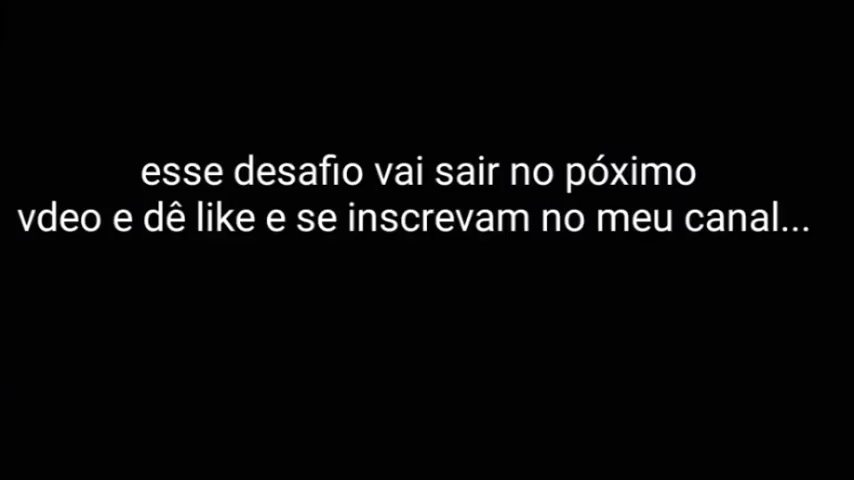 esse desafio vai sair no póximo
vdeo e dê like e se inscrevam no meu canal...